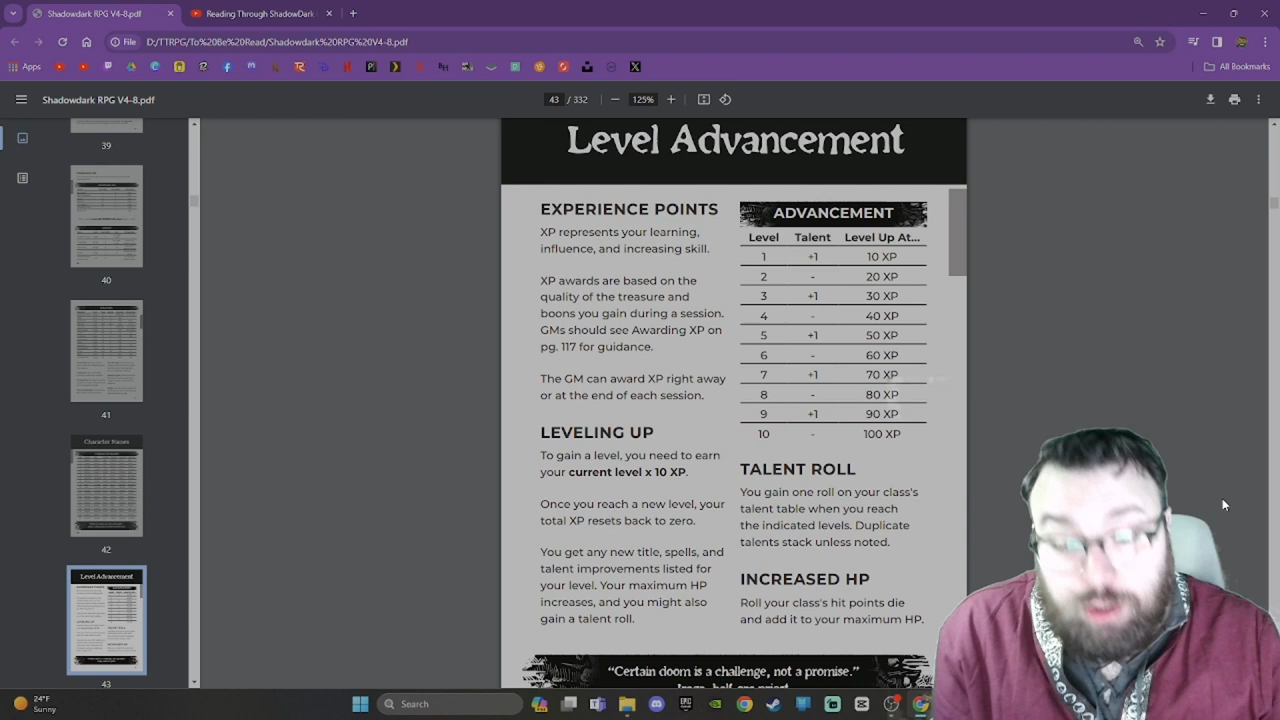 Shadowdark RPG V4-8.pdf
Reading Through ShadowDark
File
D:/TTRPG/To%20Be%20Read/Shadowdark%20RPG%20V4-8.pdf
Apps
All Bookmarks
Shadowdark RPG V4-8.pdf
43 / 332
125%
39
40
41
Character Names
42
Level Advancement
43
Level Advancement
EXPERIENCE POINTS
XP represents your learning,
influence, and increasing skill.
XP awards are based on the
quality of the treasure and
boons you gain during a session.
GMs should see Awarding XP on
pg. 117 for guidance.
The GM can award XP right away
or at the end of each session.
LEVELING UP
To gain a level, you need to earn
your current level x 10 XP.
Once you reach a new level, your
total XP resets back to zero.
You get any new title, spells, and
talent improvements listed for
your level. Your maximum HP
increases, and you might also
gain a talent roll.
ADVANCEMENT
Level Talent Level Up At...
1 +1 10 XP
2 - 20 XP
3 +1 30 XP
4 - 40 XP
5 +1 50 XP
6 - 60 XP
7 +1 70 XP
8 - 80 XP
9 +1 90 XP
10 - 100 XP
TALENT ROLL
You gain one roll on your class's
talent table when you reach
the indicated levels. Duplicate
talents stack unless noted.
INCREASED HP
Roll your class's hit points die
and add it to your maximum HP.
"Certain doom is a challenge, not a promise."
24°F
Sunny
Search